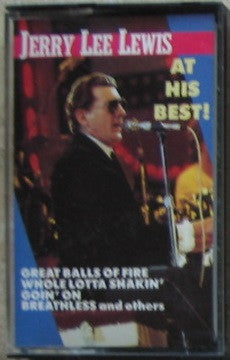 JERRY LEE LEWIS
AT
HIS
BEST!
GREAT BALLS OF FIRE
WHOLE LOTTA SHAKIN'
GOIN' ON
BREATHLESS and others